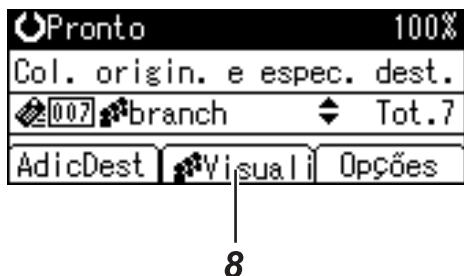 Pronto 100%
Col. origin. e espec. dest.
007 branch Tot.7
AdicDest Visuali Opções
8